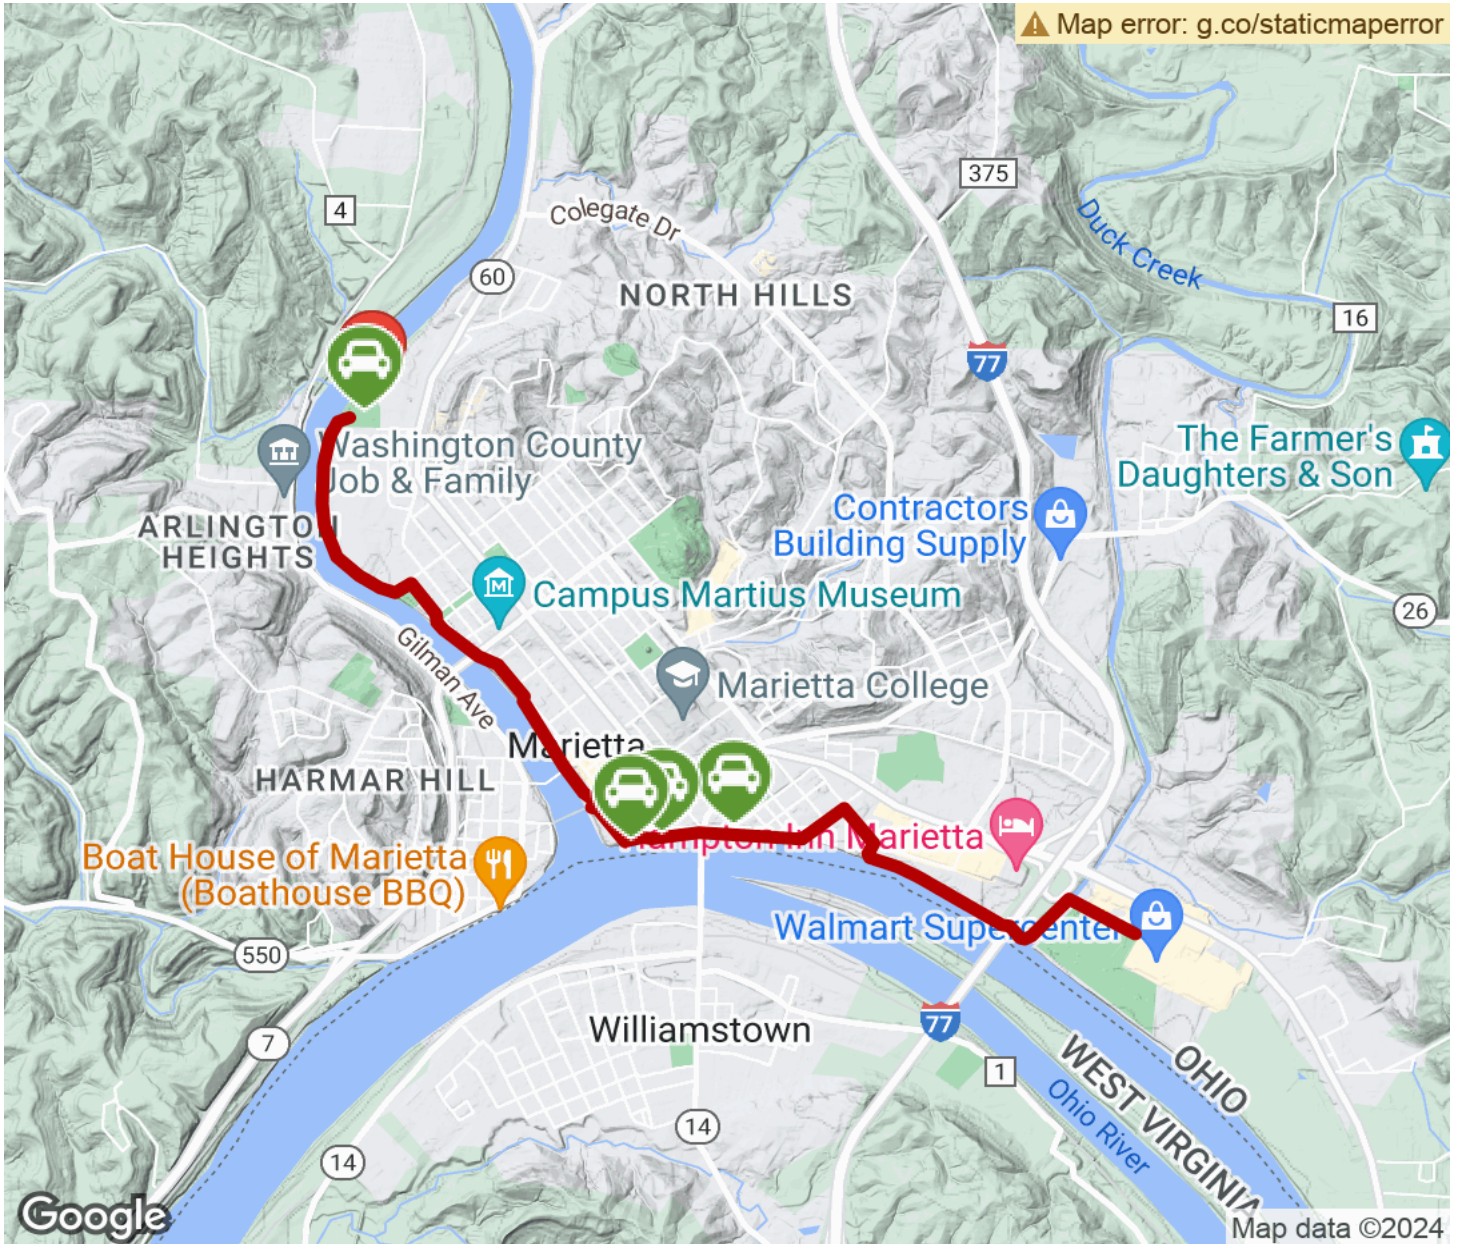 Map error: g.co/staticmaperror
375
4
Colegate Dr
Duck Creek
60
NORTH HILLS
16
77
Washington County
Job & Family
The Farmer's
Daughters & Son
ARLINGTON
HEIGHTS
Contractors
Building Supply
Campus Martius Museum
26
Gilman Ave
Marietta College
Marietta
HARMAR HILL
Hampton Inn Marietta
Boat House of Marietta
(Boathouse BBQ)
Walmart Supercenter
550
77
Williamstown
7
1
OHIO
WEST VIRGINIA
Ohio River
14
14
Google
Map data ©2024